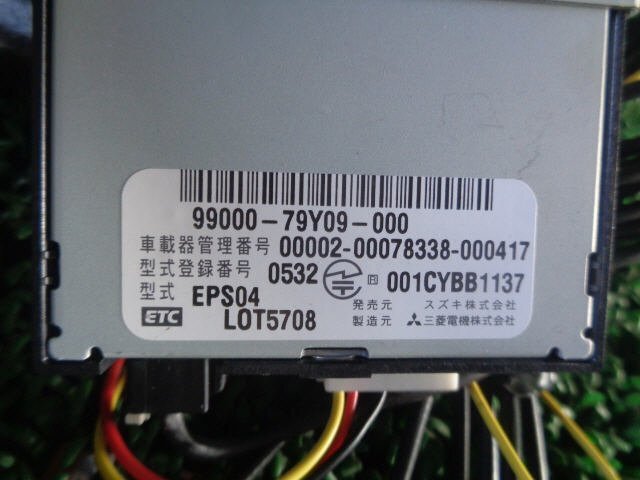 99000-79Y09-000
車載器管理番号 00002-00078338-000417
型式登録番号 0532 R 001CYBB1137
型式 EPS04 発売元 スズキ株式会社
ETC LOT5708 製造元 三菱電機株式会社